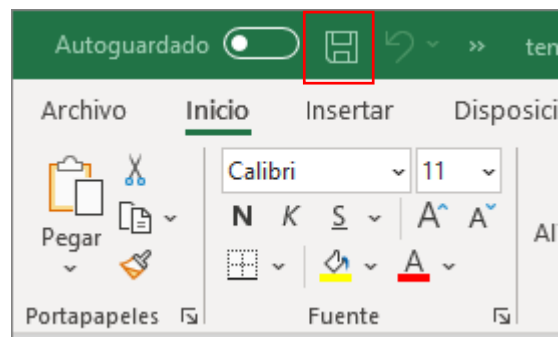 Autoguardado
ten
Archivo Inicio Insertar Disposici
Calibri 11
N K S A A
Pegar
A
Al
Portapapeles Fuente